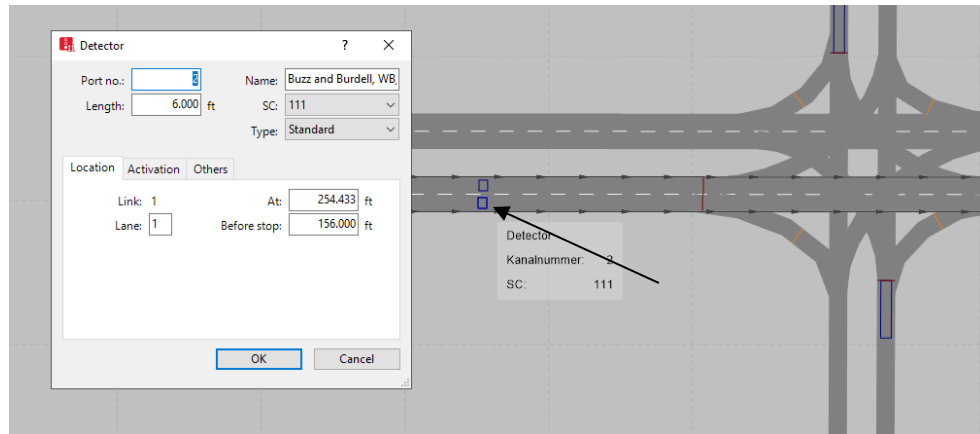 Detector ? ×
Port no.: 2 Name: Buzz and Burdell, WB,
Length: 6.000 ft SC: 111
Type: Standard
Location Activation Others
Link: 1 At: 254.433 ft
Lane: 1 Before stop: 156.000 ft
OK Cancel
Detector
Kanalnummer: 2
SC: 111